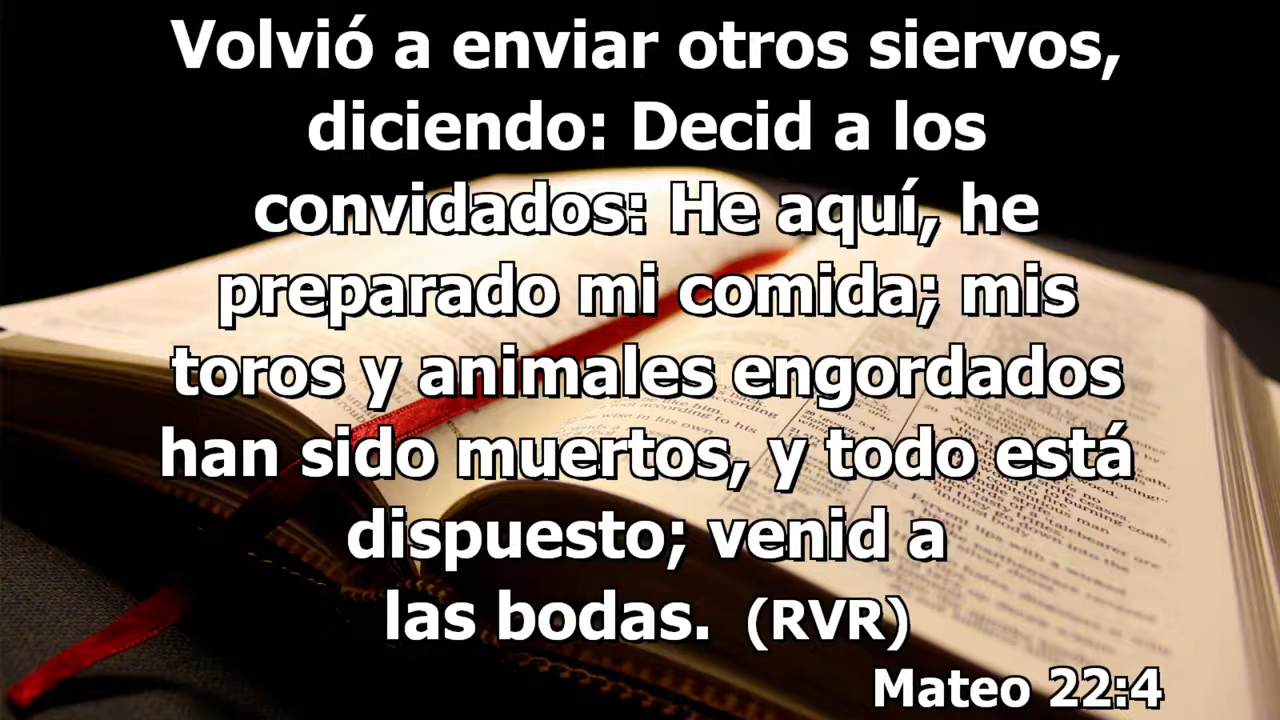 Volvió a enviar otros siervos,
diciendo: Decid a los
convidados: He aquí, he
preparado mi comida; mis
toros y animales engordados
han sido muertos, y todo está
dispuesto; venid a
las bodas. (RVR)
Mateo 22:4